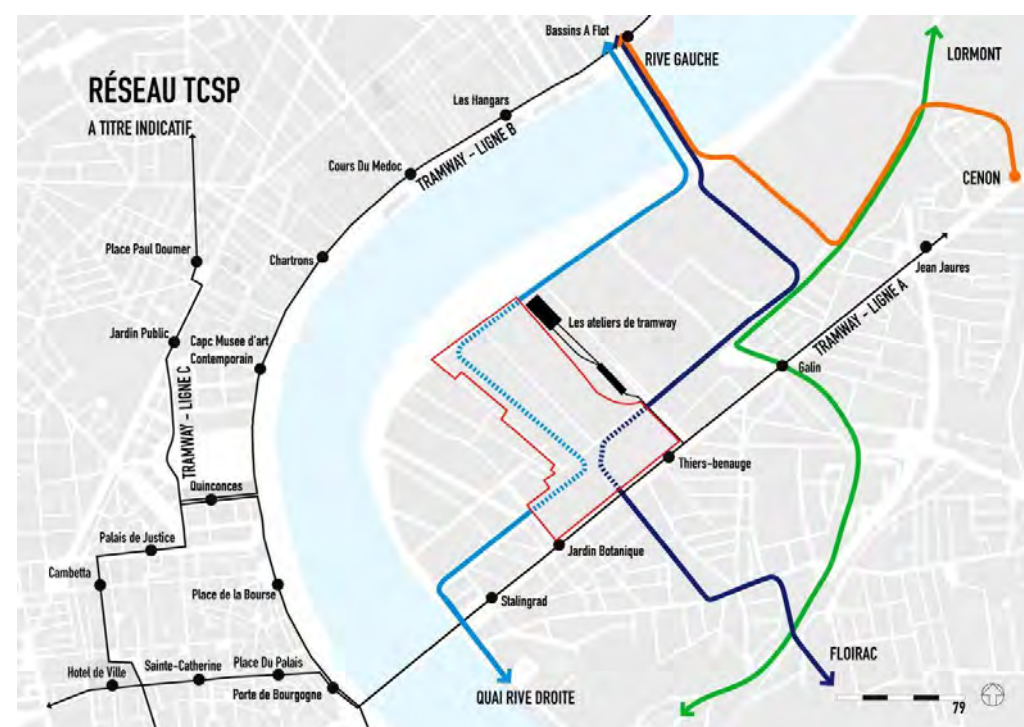 RÉSEAU TCSP
A TITRE INDICATIF
Bassins A Flot
RIVE GAUCHE
LORMONT
Les Hangars
TRAMWAY - LIGNE B
Cours Du Medoc
CENON
Place Paul Doumer
Chartrons
Jean Jaures
TRAMWAY - LIGNE A
Les ateliers de tramway
Jardin Public
Capc Musee d'art
Contemporain
Galin
TRAMWAY - LIGNE C
Thiers-benauge
Quinconces
Palais de Justice
Jardin Botanique
Cambetta
Place de la Bourse
Stalingrad
Hotel de Ville
Sainte-Catherine
Place Du Palais
Porte de Bourgogne
QUAI RIVE DROITE
FLOIRAC
79